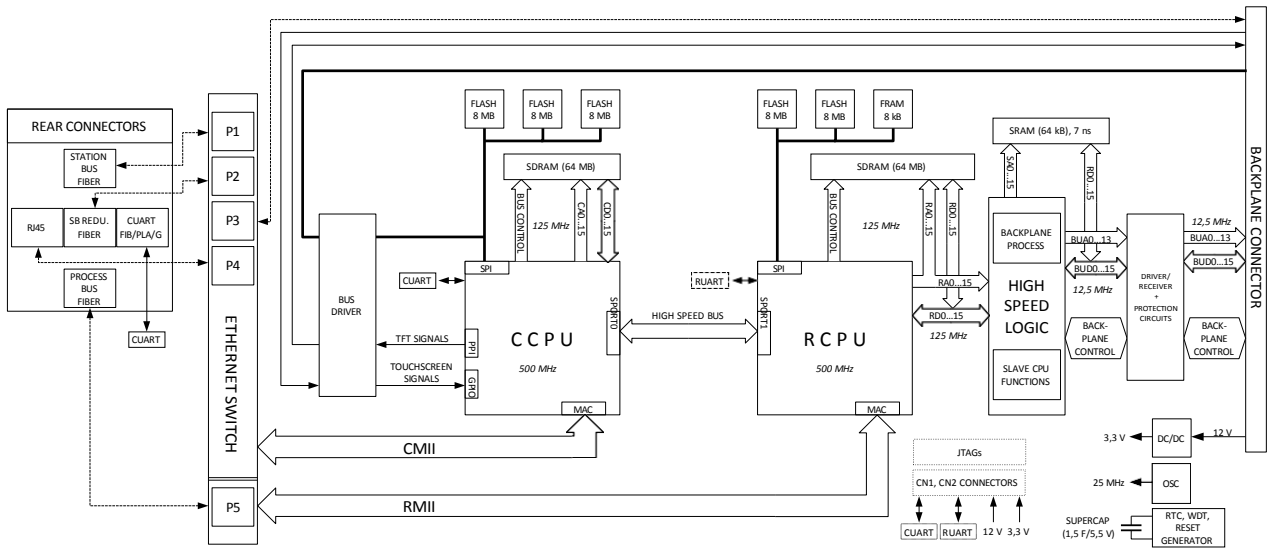 REAR CONNECTORS
STATION
BUS
FIBER
RJ45
SB REDU.
FIBER
CUART
FIB/PLA/G
PROCESS
BUS
FIBER
CUART
P1
P2
P3
P4
ETHERNET SWITCH
P5
BUS
DRIVER
FLASH
8 MB
FLASH
8 MB
FLASH
8 MB
SDRAM (64 MB)
BUS CONTROL
125 MHz
CA0...15
CD0...15
CUART
SPI
SPORT0
CCPU
500 MHz
PPI
GPIO
MAC
TFT SIGNALS
TOUCHSCREEN
SIGNALS
HIGH SPEED BUS
CMII
RMII
FLASH
8 MB
FLASH
8 MB
FRAM
8 kB
SDRAM (64 MB)
BUS CONTROL
125 MHz
RA0...15
RD0...15
RUART
SPI
SPORT1
RCPU
500 MHz
MAC
RA0...15
RD0...15
125 MHz
SRAM (64 kB), 7 ns
SA0...15
RD0...15
BACKPLANE
PROCESS
HIGH
SPEED
LOGIC
SLAVE CPU
FUNCTIONS
BUA0...13
BUD0...15
12,5 MHz
BACK-
PLANE
CONTROL
DRIVER/
RECEIVER
+
PROTECTION
CIRCUITS
12,5 MHz
BUA0...13
BUD0...15
BACK-
PLANE
CONTROL
BACKPLANE CONNECTOR
JTAGs
CN1, CN2 CONNECTORS
CUART
RUART
12 V
3,3 V
3,3 V
DC/DC
12 V
25 MHz
OSC
SUPERCAP
(1,5 F/5,5 V)
RTC, WDT,
RESET
GENERATOR